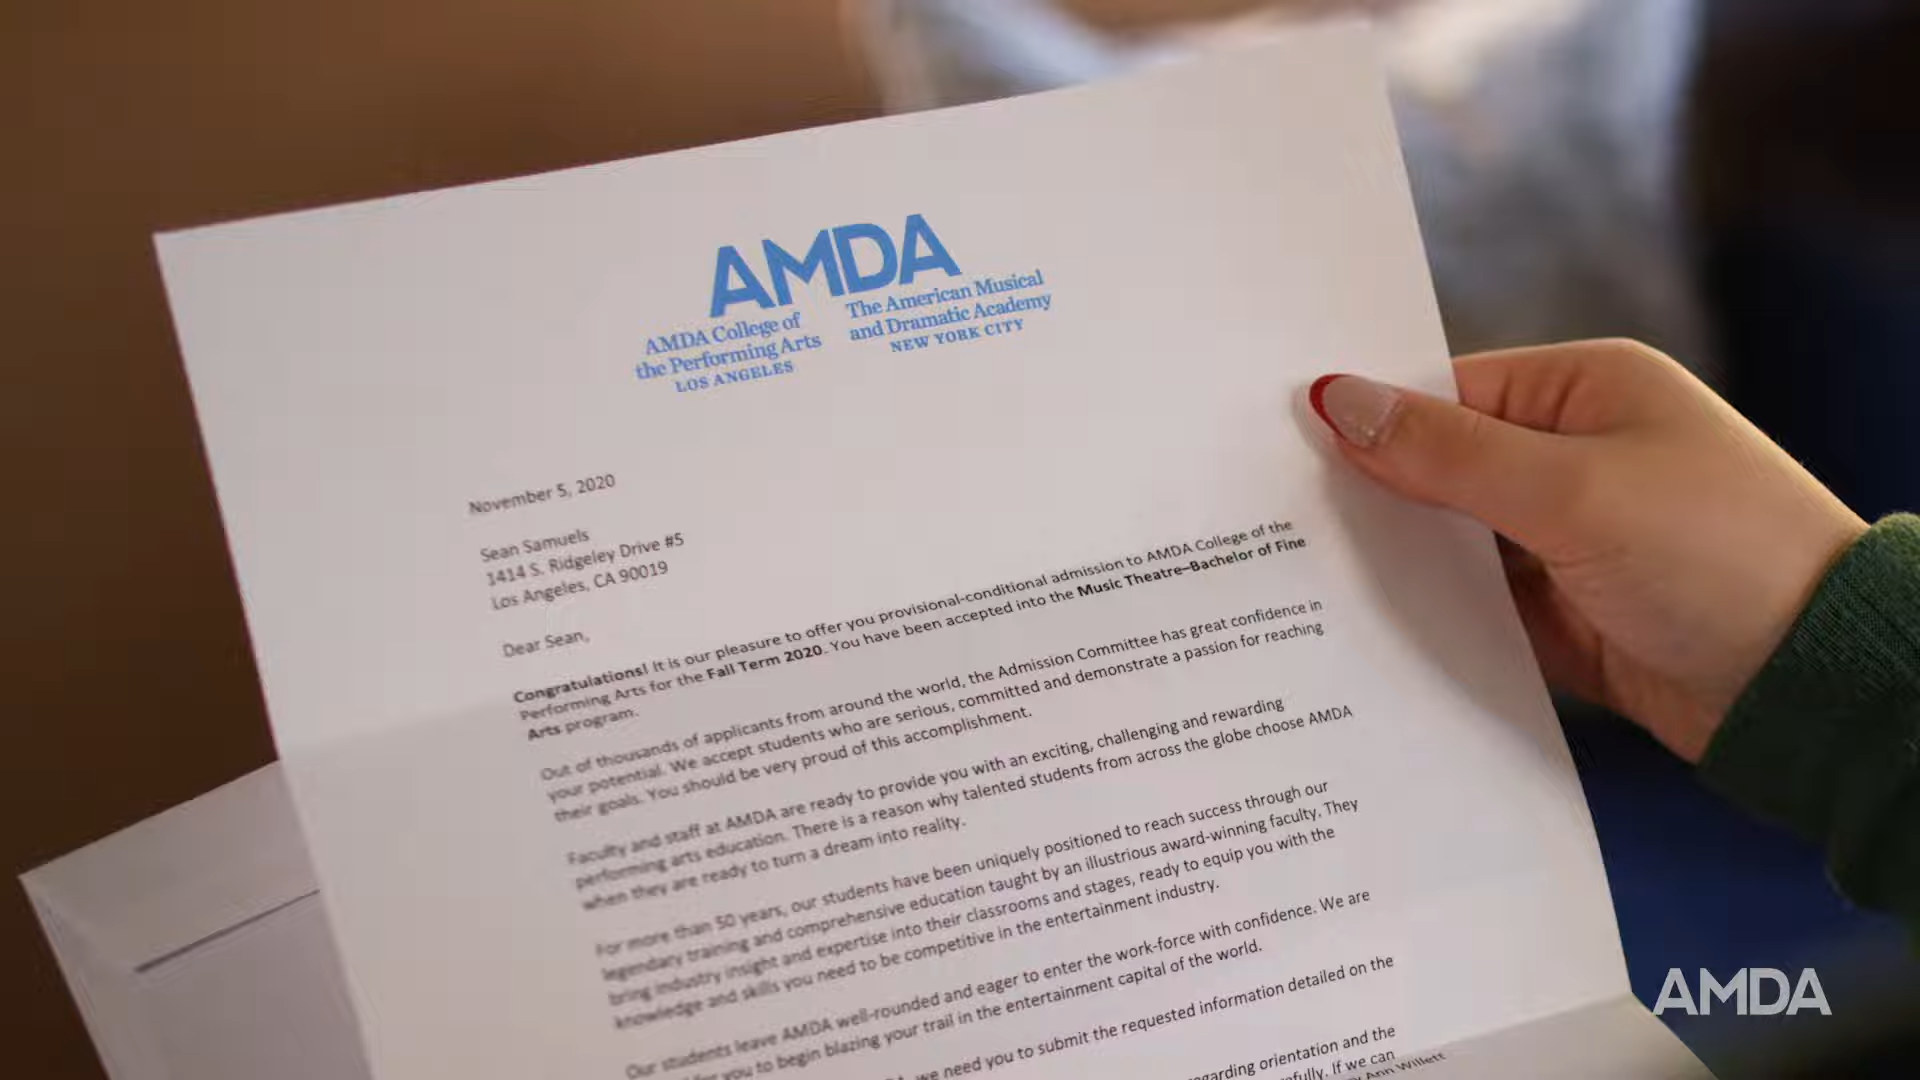 AMDA
AMDA College of
the Performing Arts
LOS ANGELES
The American Musical
and Dramatic Academy
NEW YORK CITY
November 5, 2020
Sean Samuels
1414 S. Ridgeley Drive #5
Los Angeles, CA 90019
Dear Sean,
Congratulations! It is our pleasure to offer you provisional-conditional admission to AMDA College of the
Performing Arts for the Fall Term 2020. You have been accepted into the Music Theatre–Bachelor of Fine
Arts program.
Out of thousands of applicants from around the world, the Admission Committee has great confidence in
your potential. We accept students who are serious, committed and demonstrate a passion for reaching
their goals. You should be very proud of this accomplishment.
Faculty and staff at AMDA are ready to provide you with an exciting, challenging and rewarding
performing arts education. There is a reason why talented students from across the globe choose AMDA
when they are ready to turn a dream into reality.
For more than 50 years, our students have been uniquely positioned to reach success through our
legendary training and comprehensive education taught by an illustrious award-winning faculty. They
bring industry insight and expertise into their classrooms and stages, ready to equip you with the
knowledge and skills you need to be competitive in the entertainment industry.
Our students leave AMDA well-rounded and eager to enter the work-force with confidence. We are
you to begin blazing your trail in the entertainment capital of the world.
we need you to submit the requested information detailed on the
orientation and the
If we can
Ann Willett
AMDA